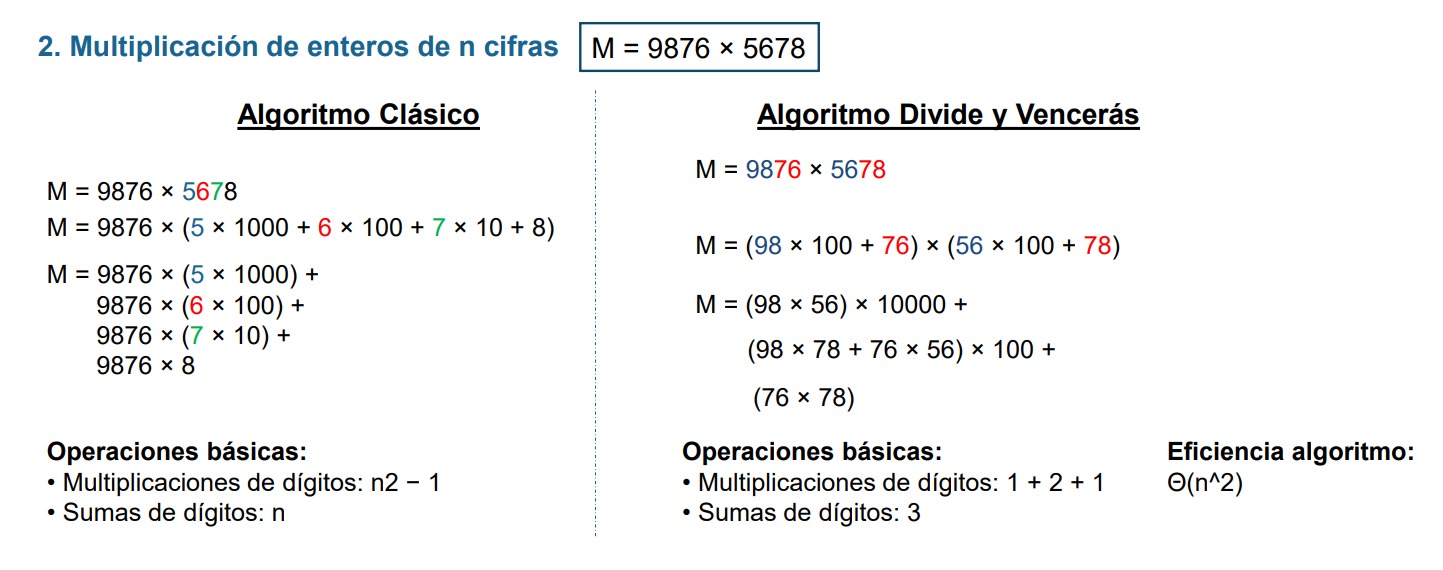 2. Multiplicación de enteros de n cifras
M = 9876 × 5678
Algoritmo Clásico
M = 9876 × 5678
M = 9876 × (5 × 1000 + 6 × 100 + 7 × 10 + 8)
M = 9876 × (5 × 1000) +
9876 × (6 × 100) +
9876 × (7 × 10) +
9876 × 8
Operaciones básicas:
• Multiplicaciones de dígitos: n2 − 1
• Sumas de dígitos: n
Algoritmo Divide y Vencerás
M = 9876 × 5678
M = (98 × 100 + 76) × (56 × 100 + 78)
M = (98 × 56) × 10000 +
(98 × 78 + 76 × 56) × 100 +
(76 × 78)
Operaciones básicas:
• Multiplicaciones de dígitos: 1 + 2 + 1
• Sumas de dígitos: 3
Eficiencia algoritmo:
Θ(n^2)